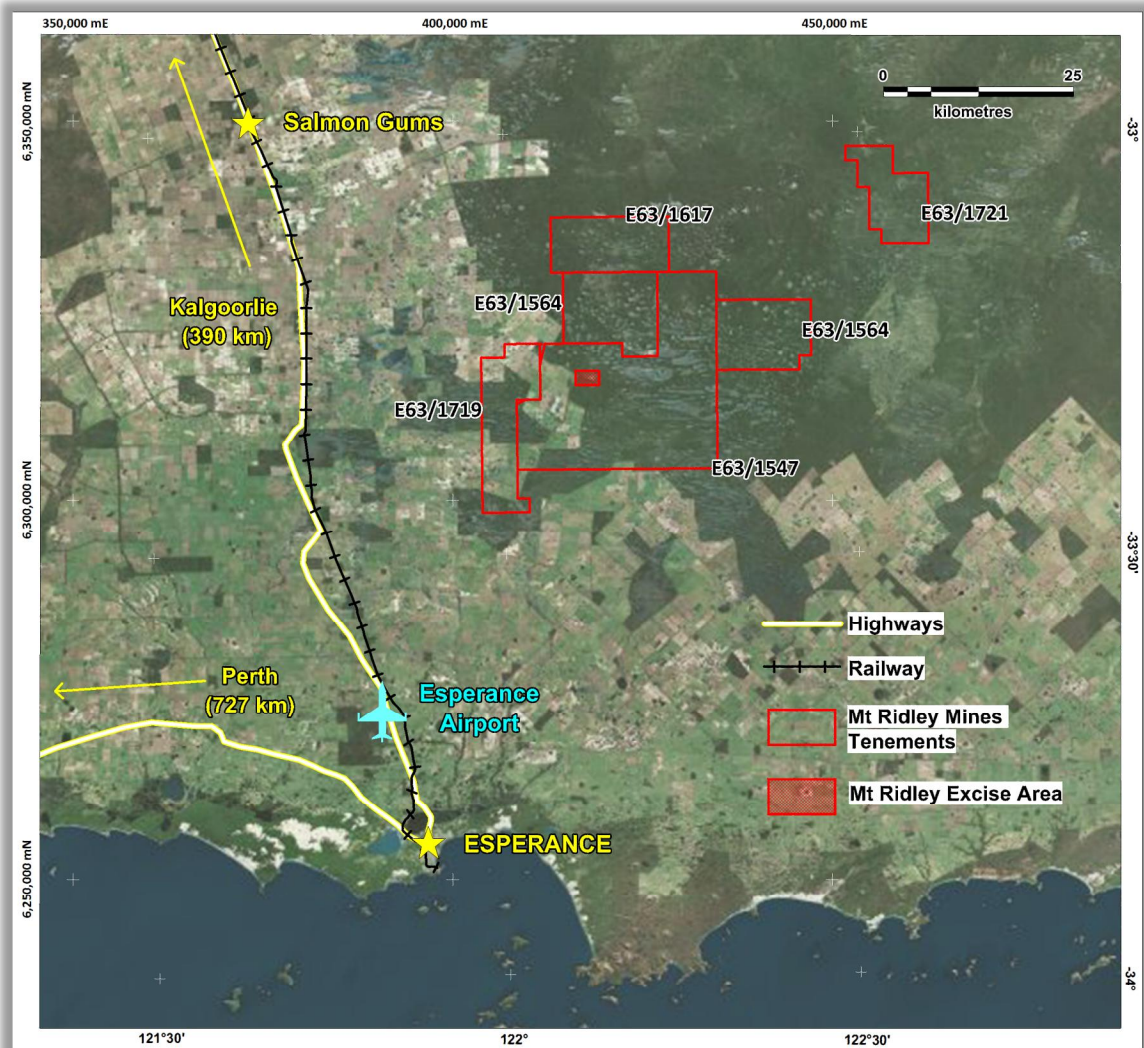 350,000 mE
400,000 mE
450,000 mE
6,350,000 mN
6,300,000 mN
6,250,000 mN
-33°
-33°30'
-34°
0
25
kilometres
Salmon Gums
E63/1617
E63/1721
Kalgoorlie
(390 km)
E63/1564
E63/1564
E63/1719
E63/1547
Highways
Railway
Perth
(727 km)
Esperance
Airport
Mt Ridley Mines
Tenements
Mt Ridley Excise Area
ESPERANCE
121°30'
122°
122°30'